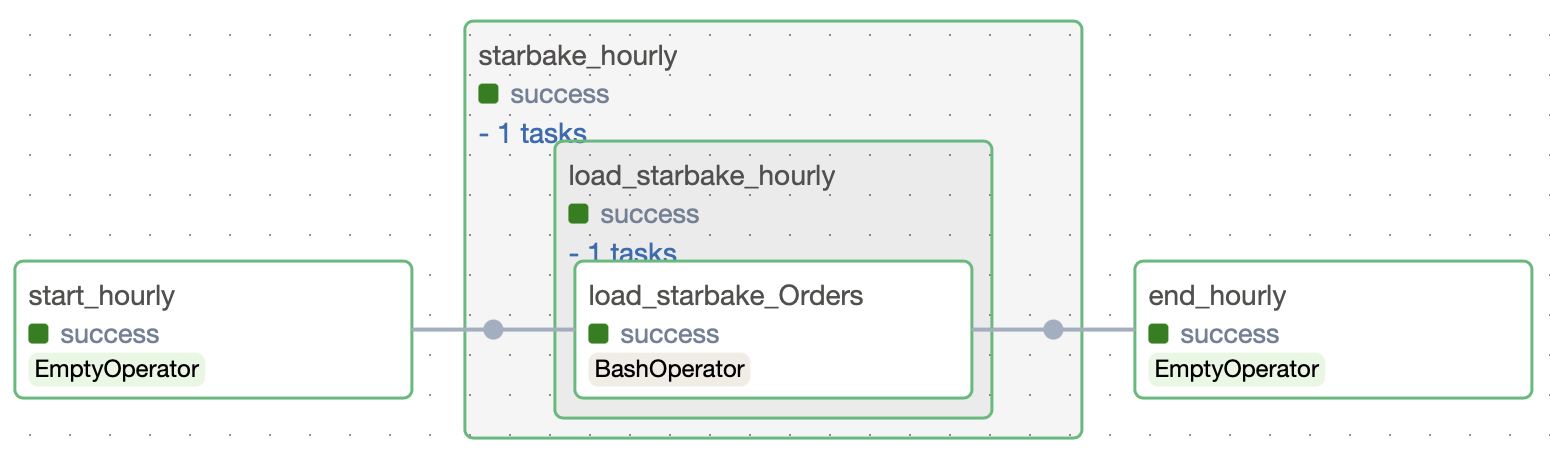 starbake_hourly
success
- 1 tasks
load_starbake_hourly
success
- 1 tasks
start_hourly
success
EmptyOperator
load_starbake_Orders
success
BashOperator
end_hourly
success
EmptyOperator